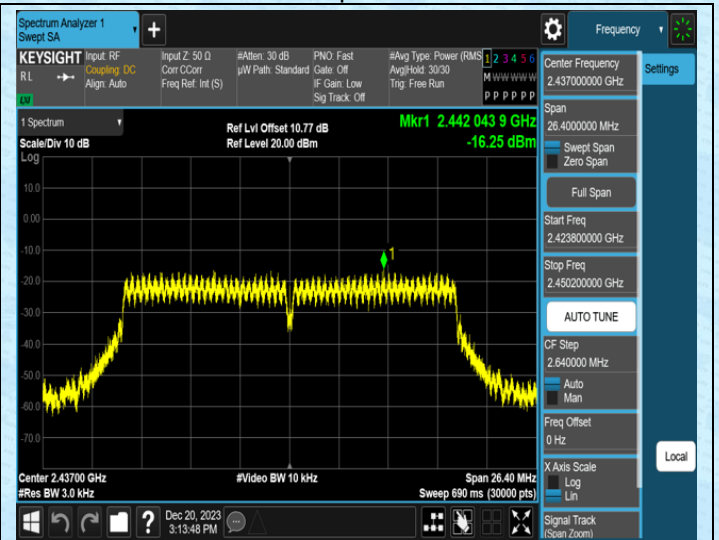 Spectrum Analyzer 1
Swept SA
+
Frequency
KEYSIGHT
RL
LXI
Input: RF
Coupling: DC
Align: Auto
Input Z: 50 Ω
Corr CCorr
Freq Ref: Int (S)
#Atten: 30 dB
µW Path: Standard
PNO: Fast
Gate: Off
IF Gain: Low
Sig Track: Off
#Avg Type: Power (RMS
Avg|Hold: 30/30
Trig: Free Run
1 2 3 4 5 6
M W W W W W
P P P P P P
1 Spectrum
Scale/Div 10 dB
Log
Ref Lvl Offset 10.77 dB
Ref Level 20.00 dBm
Mkr1 2.442 043 9 GHz
-16.25 dBm
10.0
0.00
-10.0
-20.0
-30.0
-40.0
-50.0
-60.0
-70.0
1
Center 2.43700 GHz
#Res BW 3.0 kHz
#Video BW 10 kHz
Span 26.40 MHz
Sweep 690 ms (30000 pts)
?
Dec 20, 2023
3:13:48 PM
Center Frequency
2.437000000 GHz
Settings
Span
26.4000000 MHz
Swept Span
Zero Span
Full Span
Start Freq
2.423800000 GHz
Stop Freq
2.450200000 GHz
AUTO TUNE
CF Step
2.640000 MHz
Auto
Man
Freq Offset
0 Hz
X Axis Scale
Log
Lin
Local
Signal Track
(Span Zoom)